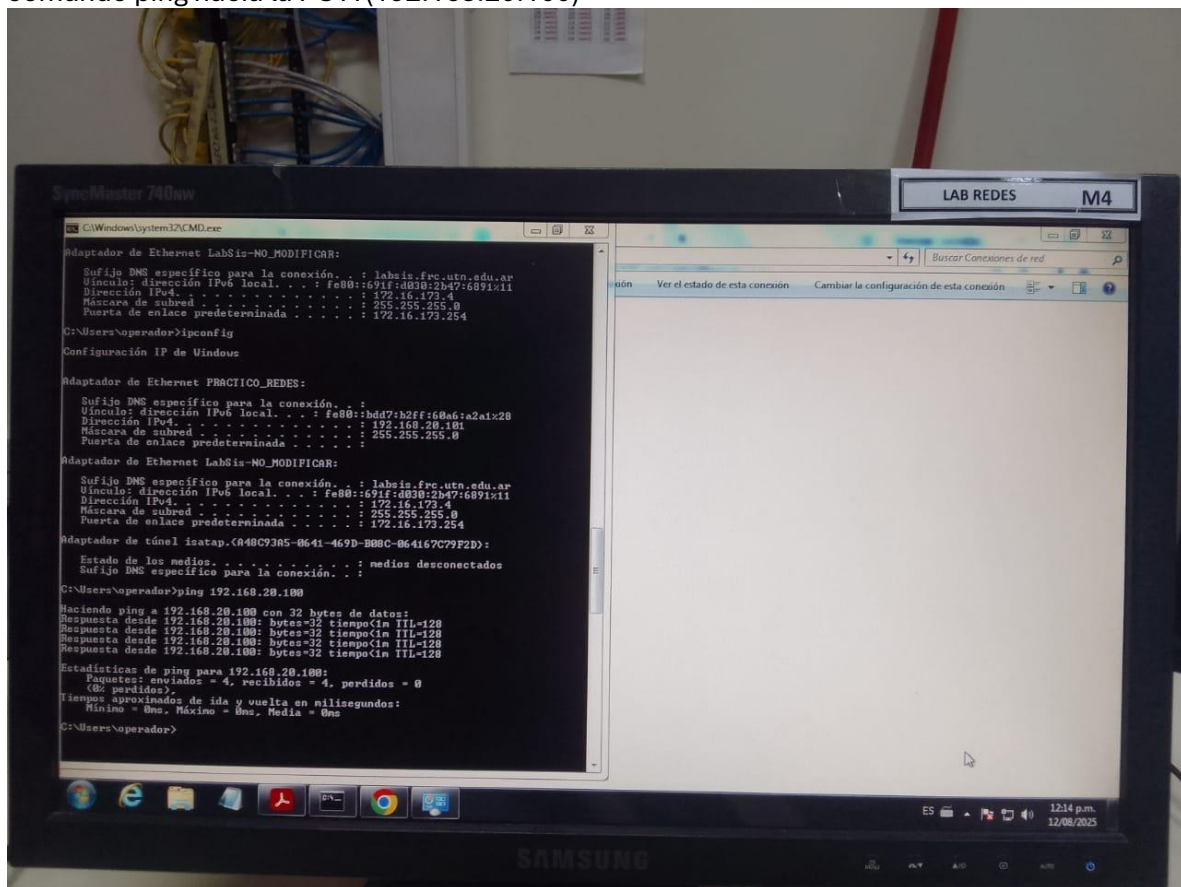 SyncMaster 740NW
LAB REDES M4
C:\Windows\system32\CMD.exe
Adaptador de Ethernet LabSis-NO_MODIFICAR:
Sufijo DNS específico para la conexión. . : labsis.frc.utn.edu.ar
Vínculo: dirección IPv6 local. . . : fe80::691f:d030:2b47:6891%11
Dirección IPv4. . . . . . . . . . . . . . : 172.16.173.4
Máscara de subred . . . . . . . . . . . . : 255.255.255.0
Puerta de enlace predeterminada . . . . . : 172.16.173.254
C:\Users\operador>ipconfig
Configuración IP de Windows
Adaptador de Ethernet PRACTICO_REDES:
Sufijo DNS específico para la conexión. . :
Vínculo: dirección IPv6 local. . . : fe80::bdd7:b2ff:60a6:a2a1%28
Dirección IPv4. . . . . . . . . . . . . . : 192.168.20.101
Máscara de subred . . . . . . . . . . . . : 255.255.255.0
Puerta de enlace predeterminada . . . . . :
Adaptador de Ethernet LabSis-NO_MODIFICAR:
Sufijo DNS específico para la conexión. . : labsis.frc.utn.edu.ar
Vínculo: dirección IPv6 local. . . : fe80::691f:d030:2b47:6891%11
Dirección IPv4. . . . . . . . . . . . . . : 172.16.173.4
Máscara de subred . . . . . . . . . . . . : 255.255.255.0
Puerta de enlace predeterminada . . . . . : 172.16.173.254
Adaptador de túnel isatap.{A48C93A5-0641-469D-B08C-064167C79F2D}:
Estado de los medios. . . . . . . . . . . : medios desconectados
Sufijo DNS específico para la conexión. . :
C:\Users\operador>ping 192.168.20.100
Haciendo ping a 192.168.20.100 con 32 bytes de datos:
Respuesta desde 192.168.20.100: bytes=32 tiempo<1m TTL=128
Respuesta desde 192.168.20.100: bytes=32 tiempo<1m TTL=128
Respuesta desde 192.168.20.100: bytes=32 tiempo<1m TTL=128
Respuesta desde 192.168.20.100: bytes=32 tiempo<1m TTL=128
Estadísticas de ping para 192.168.20.100:
Paquetes: enviados = 4, recibidos = 4, perdidos = 0
(0% perdidos),
Tiempos aproximados de ida y vuelta en milisegundos:
Mínimo = 0ms, Máximo = 0ms, Media = 0ms
C:\Users\operador>
Buscar Conexiones de red
Ver el estado de esta conexión Cambiar la configuración de esta conexión
ES
12:14 p.m.
12/08/2025
SAMSUNG
MENU
AUTO